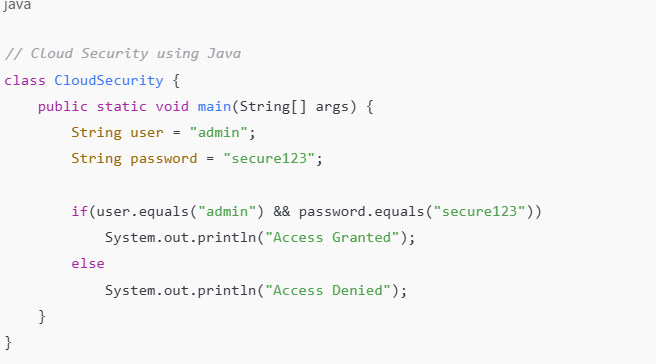 java
// Cloud Security using Java
class CloudSecurity {
    public static void main(String[] args) {
        String user = "admin";
        String password = "secure123";
        if(user.equals("admin") && password.equals("secure123"))
            System.out.println("Access Granted");
        else
            System.out.println("Access Denied");
    }
}